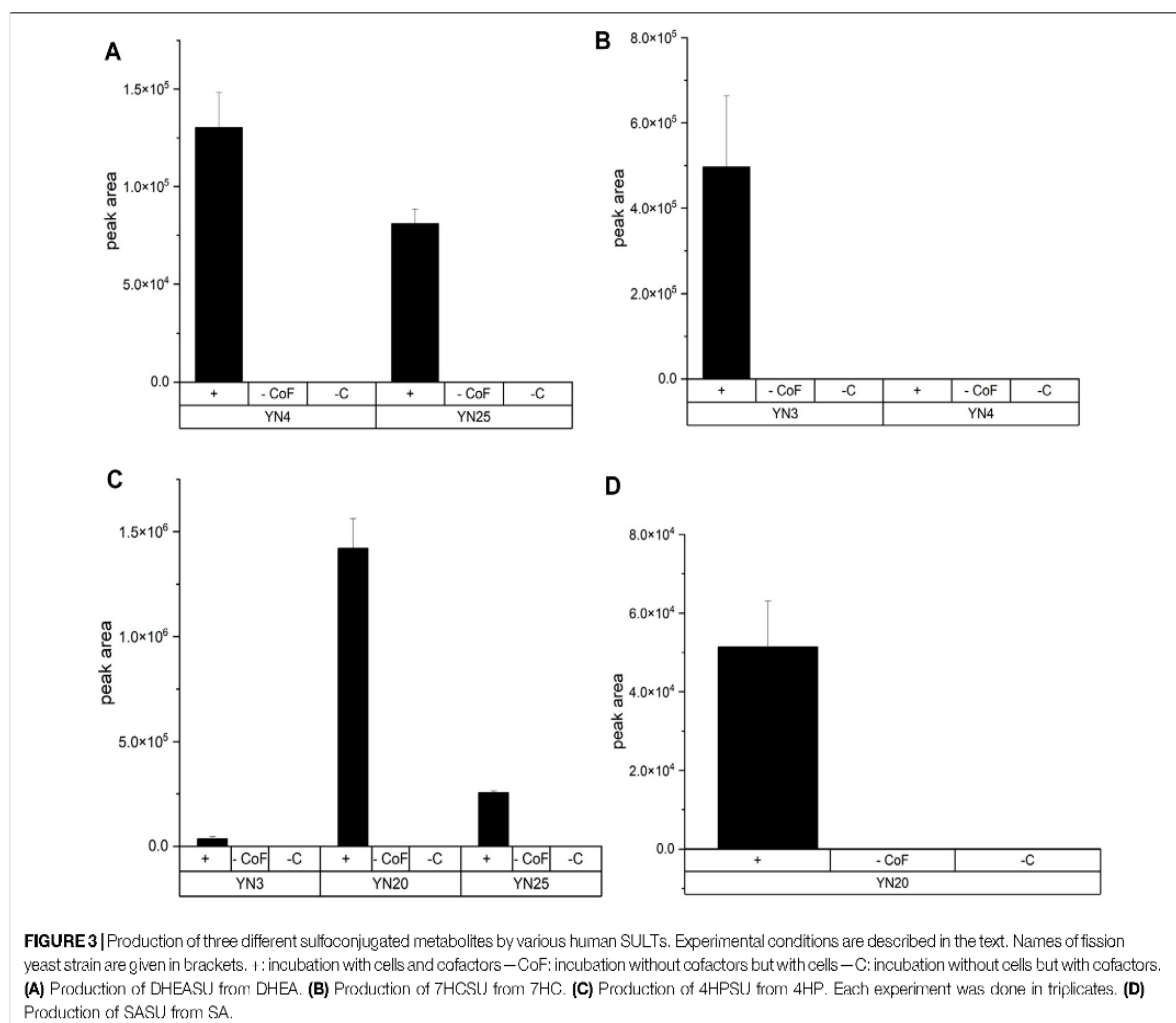 A
1.5×10⁵
1.0×10⁵
5.0×10⁴
0.0
peak area
+ - CoF -C + - CoF -C
YN4 YN25
B
8.0×10⁵
6.0×10⁵
4.0×10⁵
2.0×10⁵
0.0
peak area
+ - CoF -C + - CoF -C
YN3 YN4
C
1.5×10⁶
1.0×10⁶
5.0×10⁵
0.0
peak area
+ - CoF -C + - CoF -C + - CoF -C
YN3 YN20 YN25
D
8.0×10⁴
6.0×10⁴
4.0×10⁴
2.0×10⁴
0.0
peak area
+ - CoF -C
YN20
FIGURE 3 | Production of three different sulfoconjugated metabolites by various human SULTs. Experimental conditions are described in the text. Names of fission
yeast strain are given in brackets. +: incubation with cells and cofactors—CoF: incubation without cofactors but with cells—C: incubation without cells but with cofactors.
(A) Production of DHEASU from DHEA. (B) Production of 7HCSU from 7HC. (C) Production of 4HPSU from 4HP. Each experiment was done in triplicates. (D)
Production of SASU from SA.